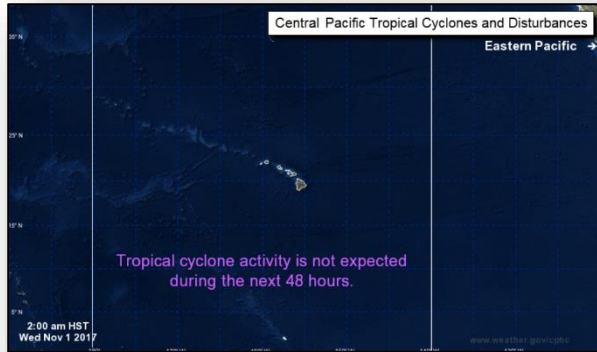 Central Pacific Tropical Cyclones and Disturbances
Eastern Pacific →
25° N
15° N
5° N
Tropical cyclone activity is not expected
during the next 48 hours.
2:00 am HST
Wed Nov 1 2017
www.weather.gov/cphc